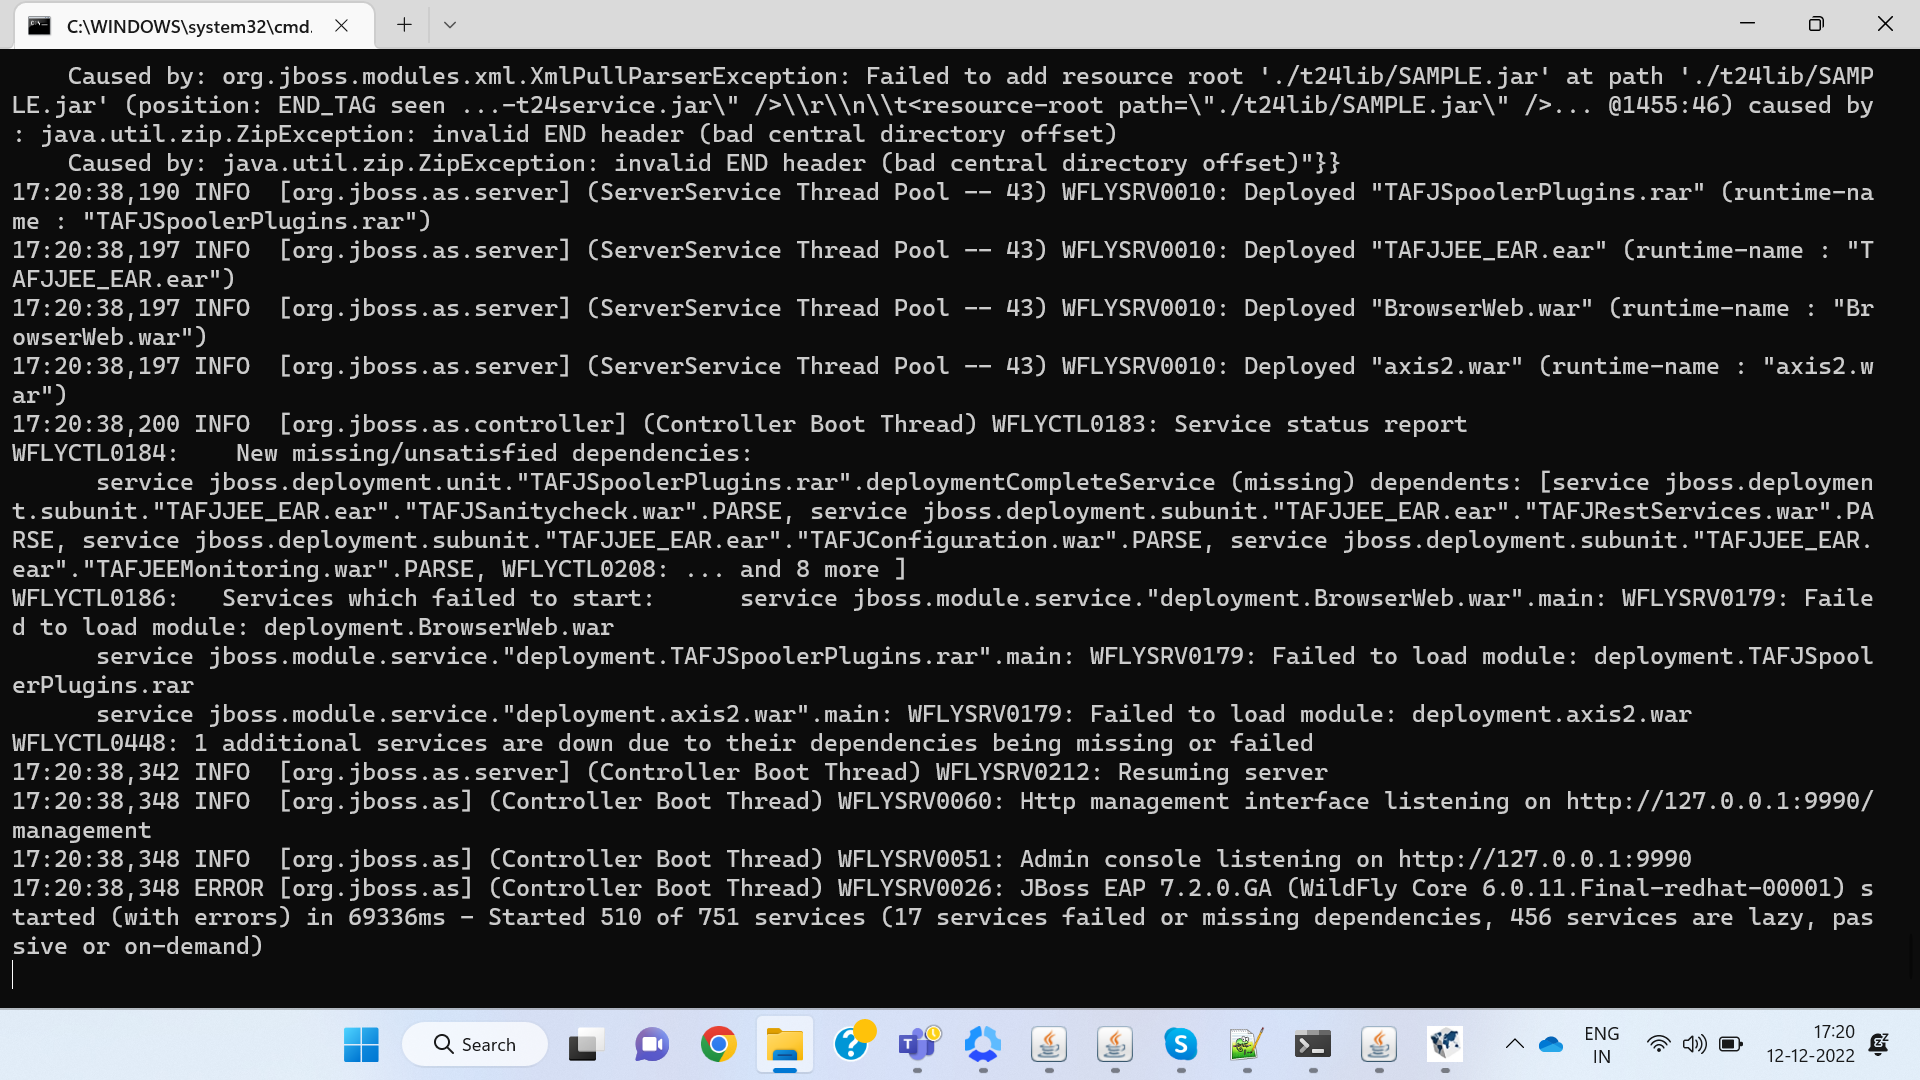 C:\WINDOWS\system32\cmd.
Caused by: org.jboss.modules.xml.XmlPullParserException: Failed to add resource root './t24lib/SAMPLE.jar' at path './t24lib/SAMP
LE.jar' (position: END_TAG seen ...-t24service.jar\" />\\r\\n\\t<resource-root path=\"./t24lib/SAMPLE.jar\" />... @1455:46) caused by
: java.util.zip.ZipException: invalid END header (bad central directory offset)
Caused by: java.util.zip.ZipException: invalid END header (bad central directory offset)"}}
17:20:38,190 INFO  [org.jboss.as.server] (ServerService Thread Pool -- 43) WFLYSRV0010: Deployed "TAFJSpoolerPlugins.rar" (runtime-na
me : "TAFJSpoolerPlugins.rar")
17:20:38,197 INFO  [org.jboss.as.server] (ServerService Thread Pool -- 43) WFLYSRV0010: Deployed "TAFJJEE_EAR.ear" (runtime-name : "T
AFJJEE_EAR.ear")
17:20:38,197 INFO  [org.jboss.as.server] (ServerService Thread Pool -- 43) WFLYSRV0010: Deployed "BrowserWeb.war" (runtime-name : "Br
owserWeb.war")
17:20:38,197 INFO  [org.jboss.as.server] (ServerService Thread Pool -- 43) WFLYSRV0010: Deployed "axis2.war" (runtime-name : "axis2.w
ar")
17:20:38,200 INFO  [org.jboss.as.controller] (Controller Boot Thread) WFLYCTL0183: Service status report
WFLYCTL0184:    New missing/unsatisfied dependencies:
service jboss.deployment.unit."TAFJSpoolerPlugins.rar".deploymentCompleteService (missing) dependents: [service jboss.deploymen
t.subunit."TAFJJEE_EAR.ear"."TAFJSanitycheck.war".PARSE, service jboss.deployment.subunit."TAFJJEE_EAR.ear"."TAFJRestServices.war".PA
RSE, service jboss.deployment.subunit."TAFJJEE_EAR.ear"."TAFJConfiguration.war".PARSE, service jboss.deployment.subunit."TAFJJEE_EAR.
ear"."TAFJEEMonitoring.war".PARSE, WFLYCTL0208: ... and 8 more ]
WFLYCTL0186:   Services which failed to start:      service jboss.module.service."deployment.BrowserWeb.war".main: WFLYSRV0179: Faile
d to load module: deployment.BrowserWeb.war
service jboss.module.service."deployment.TAFJSpoolerPlugins.rar".main: WFLYSRV0179: Failed to load module: deployment.TAFJSpool
erPlugins.rar
service jboss.module.service."deployment.axis2.war".main: WFLYSRV0179: Failed to load module: deployment.axis2.war
WFLYCTL0448: 1 additional services are down due to their dependencies being missing or failed
17:20:38,342 INFO  [org.jboss.as.server] (Controller Boot Thread) WFLYSRV0212: Resuming server
17:20:38,348 INFO  [org.jboss.as] (Controller Boot Thread) WFLYSRV0060: Http management interface listening on http://127.0.0.1:9990/
management
17:20:38,348 INFO  [org.jboss.as] (Controller Boot Thread) WFLYSRV0051: Admin console listening on http://127.0.0.1:9990
17:20:38,348 ERROR [org.jboss.as] (Controller Boot Thread) WFLYSRV0026: JBoss EAP 7.2.0.GA (WildFly Core 6.0.11.Final-redhat-00001) s
tarted (with errors) in 69336ms - Started 510 of 751 services (17 services failed or missing dependencies, 456 services are lazy, pas
sive or on-demand)
Search
ENG
IN
17:20
12-12-2022